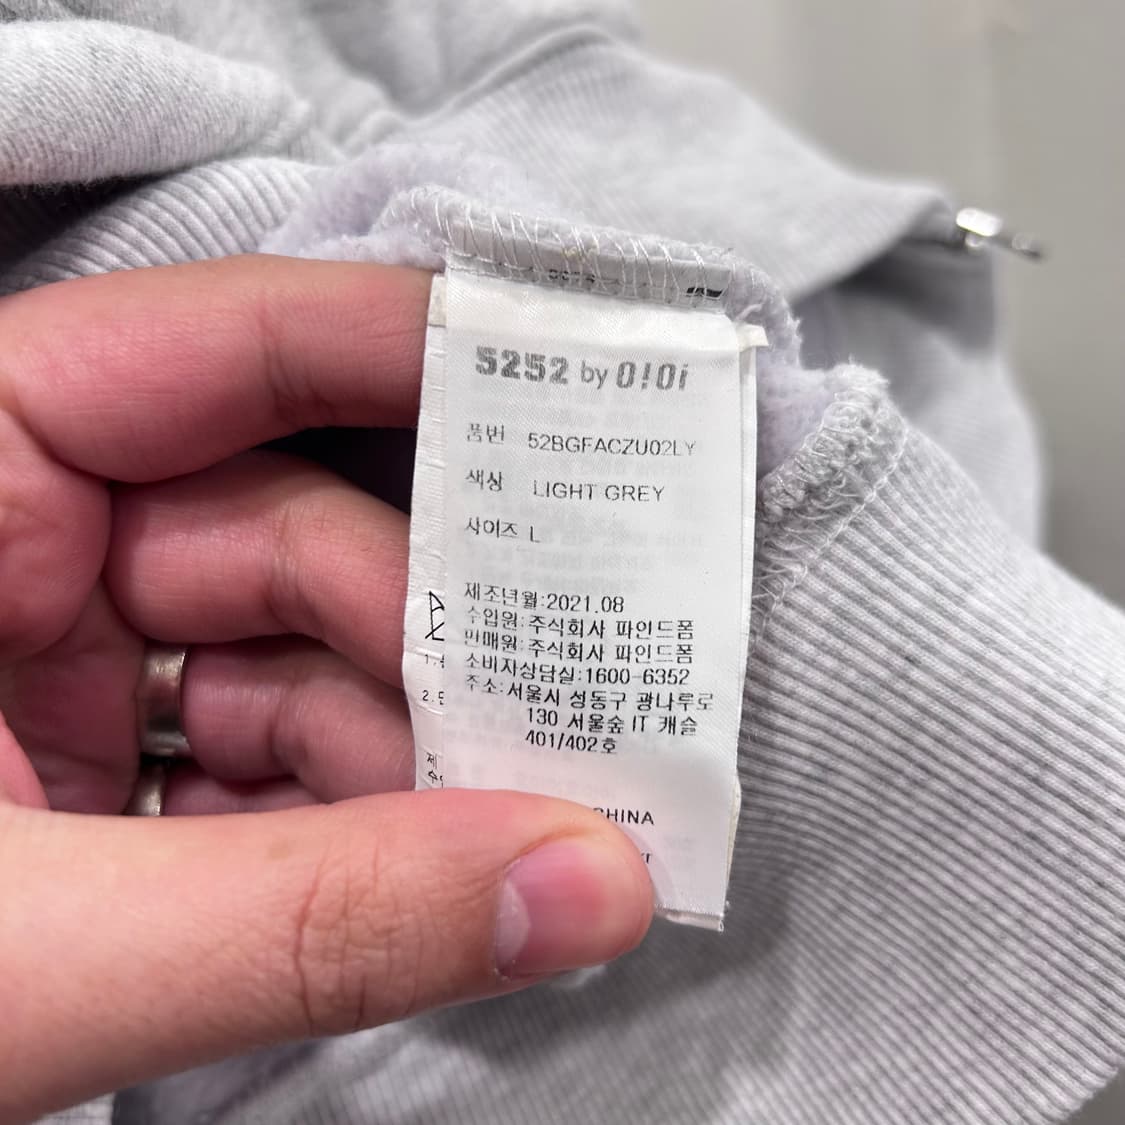 5252 by O!Oi
품번 52BGFACZU02LY
색상 LIGHT GREY
사이즈 L
제조년월:2021.08
수입원:주식회사 파인드폼
판매원:주식회사 파인드폼
소비자상담실:1600-6352
주소:서울시 성동구 광나루로
130 서울숲 IT 캐슬
401/402호
CHINA